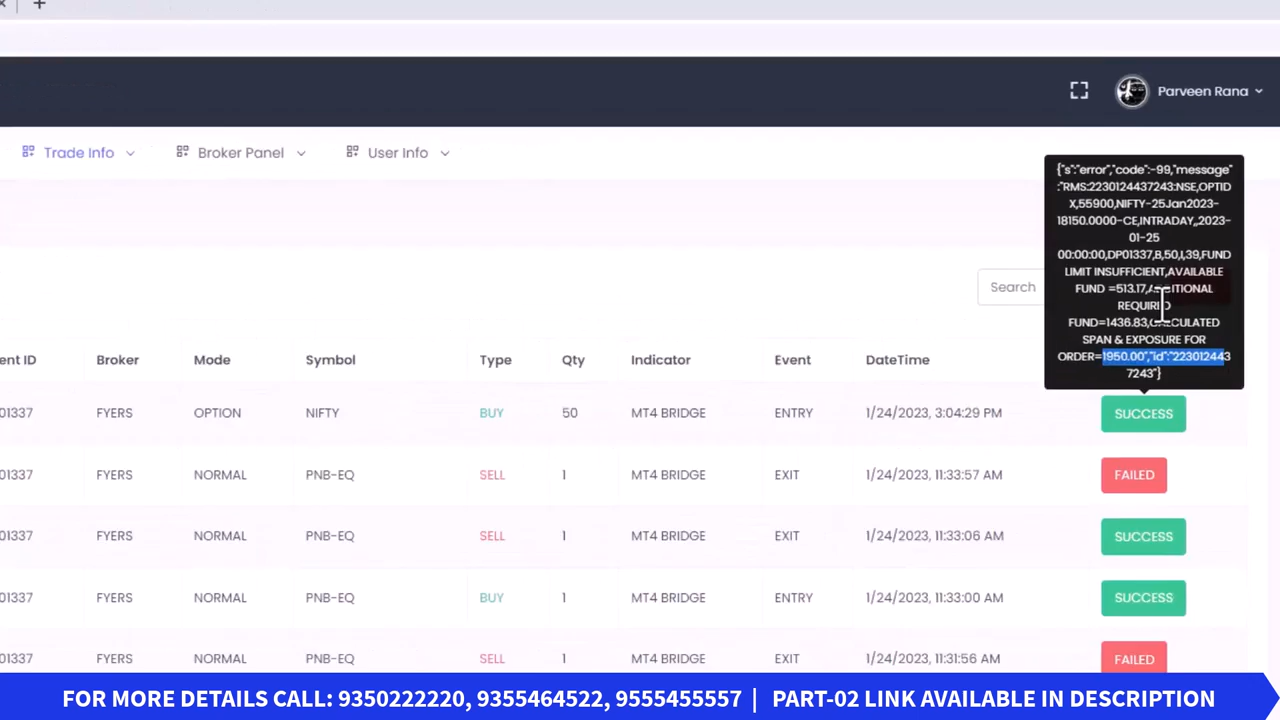 Parveen Rana
Trade Info
Broker Panel
User Info
{"s":"error","code":-99,"message"
:"RMS:2230124437243:NSE,OPTID
X,55900,NIFTY-25Jan2023-
18150.0000-CE,INTRADAY,,2023-
01-25
00:00:00,DP01337,B,50,I,39,FUND
LIMIT INSUFFICIENT,AVAILABLE
FUND =513.17,ADDITIONAL
REQUIRED
FUND=1436.83,CALCULATED
SPAN & EXPOSURE FOR
ORDER=1950.00","id":"223012443
7243"}
Search
ent ID Broker Mode Symbol Type Qty Indicator Event DateTime
01337 FYERS OPTION NIFTY BUY 50 MT4 BRIDGE ENTRY 1/24/2023, 3:04:29 PM SUCCESS
01337 FYERS NORMAL PNB-EQ SELL 1 MT4 BRIDGE EXIT 1/24/2023, 11:33:57 AM FAILED
01337 FYERS NORMAL PNB-EQ SELL 1 MT4 BRIDGE EXIT 1/24/2023, 11:33:06 AM SUCCESS
01337 FYERS NORMAL PNB-EQ BUY 1 MT4 BRIDGE ENTRY 1/24/2023, 11:33:00 AM SUCCESS
01337 FYERS NORMAL PNB-EQ SELL 1 MT4 BRIDGE EXIT 1/24/2023, 11:31:56 AM FAILED
FOR MORE DETAILS CALL: 9350222220, 9355464522, 9555455557 | PART-02 LINK AVAILABLE IN DESCRIPTION